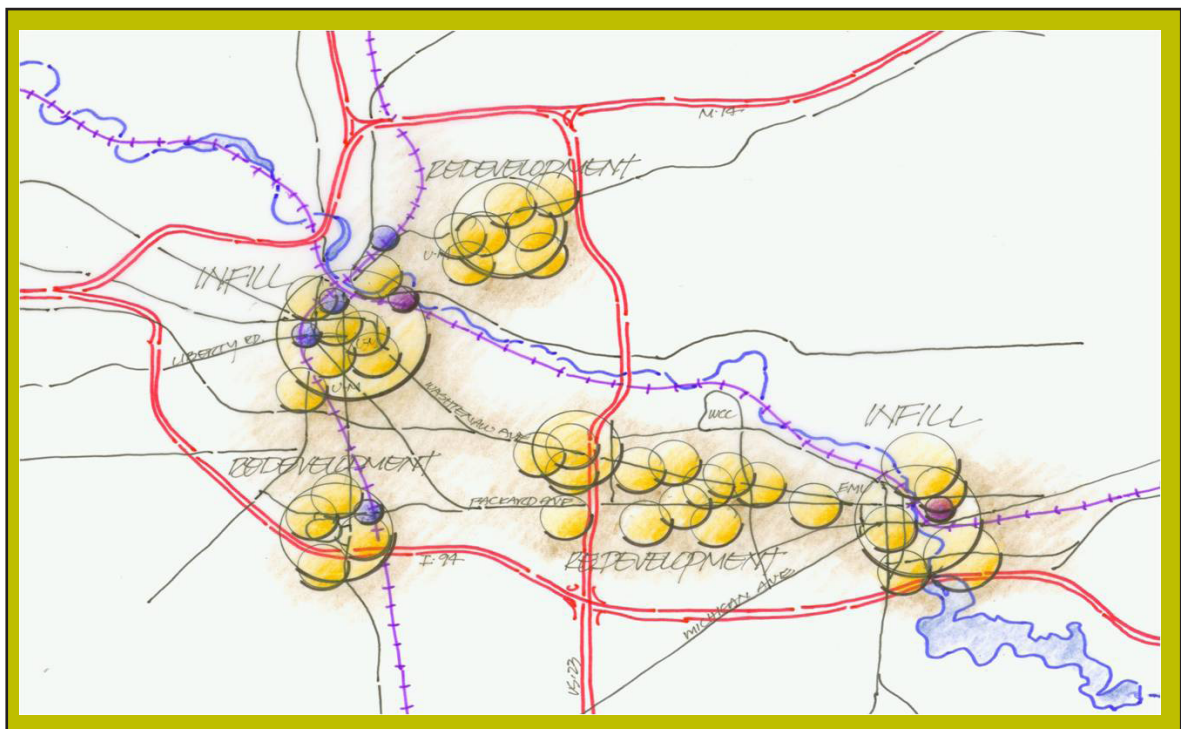 M-14
REDEVELOPMENT
U-M
INFILL
LIBERTY RD.
U-M
U-M
WASHTENAW AVE
WCC
INFILL
REDEVELOPMENT
PACKARD AVE
EMU
I-94
REDEVELOPMENT
MICHIGAN AVE
US-23